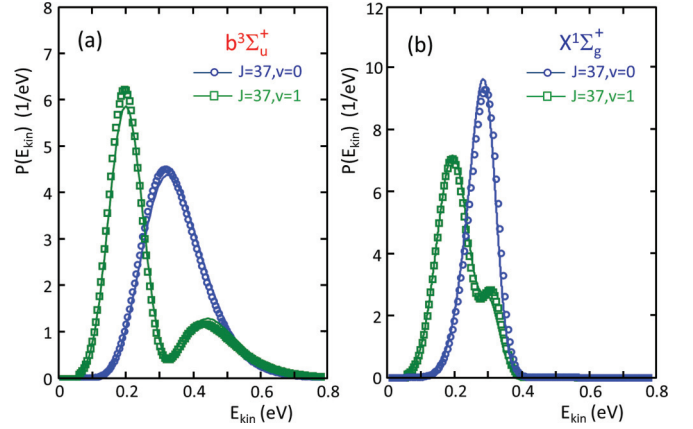 (a)
b³Σᵤ⁺
J=37,v=0
J=37,v=1
P(E_kin) (1/eV)
8
7
6
5
4
3
2
1
0
0 0.2 0.4 0.6 0.8
E_kin (eV)
(b)
X¹Σg⁺
J=37,v=0
J=37,v=1
P(E_kin) (1/eV)
12
10
8
6
4
2
0
0 0.2 0.4 0.6 0.8
E_kin (eV)